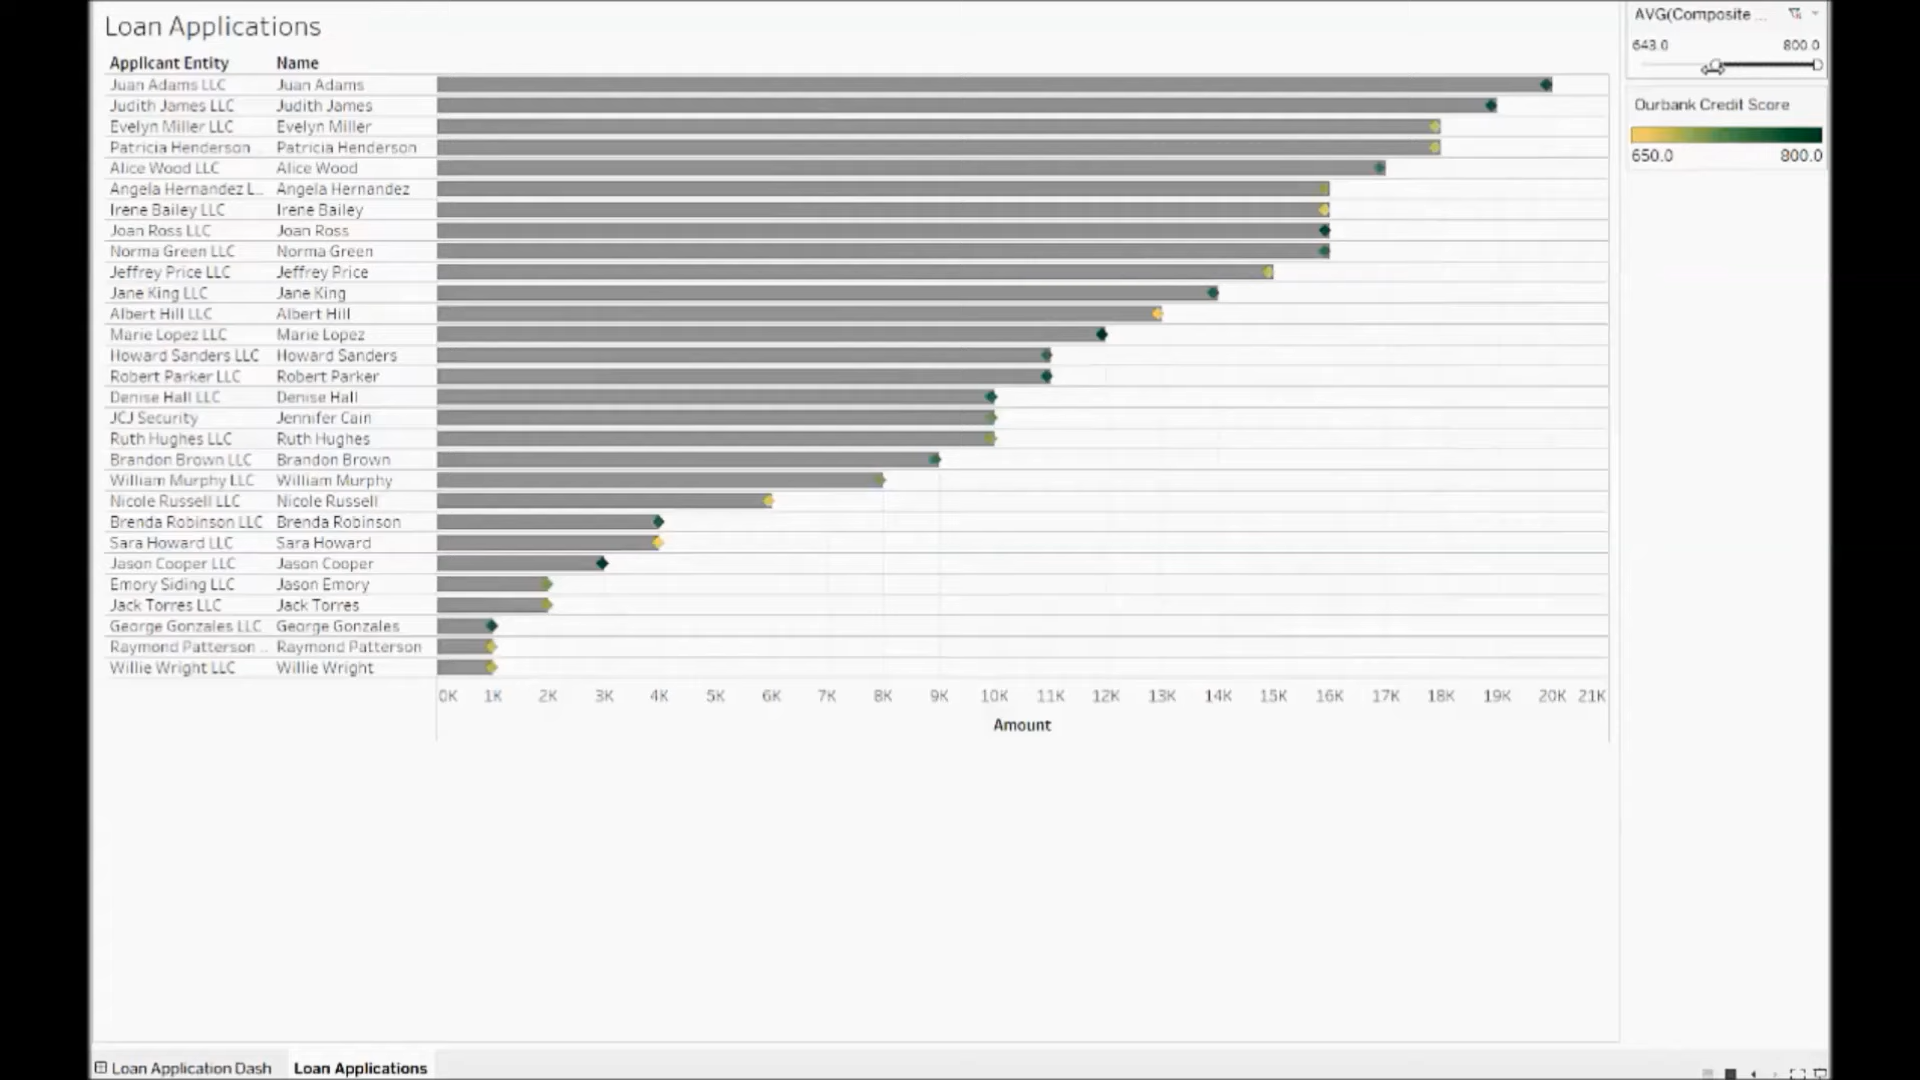 Loan Applications
Applicant Entity Name
Juan Adams LLC Juan Adams
Judith James LLC Judith James
Evelyn Miller LLC Evelyn Miller
Patricia Henderson Patricia Henderson
Alice Wood LLC Alice Wood
Angela Hernandez L... Angela Hernandez
Irene Bailey LLC Irene Bailey
Joan Ross LLC Joan Ross
Norma Green LLC Norma Green
Jeffrey Price LLC Jeffrey Price
Jane King LLC Jane King
Albert Hill LLC Albert Hill
Marie Lopez LLC Marie Lopez
Howard Sanders LLC Howard Sanders
Robert Parker LLC Robert Parker
Denise Hall LLC Denise Hall
JCJ Security Jennifer Cain
Ruth Hughes LLC Ruth Hughes
Brandon Brown LLC Brandon Brown
William Murphy LLC William Murphy
Nicole Russell LLC Nicole Russell
Brenda Robinson LLC Brenda Robinson
Sara Howard LLC Sara Howard
Jason Cooper LLC Jason Cooper
Emory Siding LLC Jason Emory
Jack Torres LLC Jack Torres
George Gonzales LLC George Gonzales
Raymond Patterson ... Raymond Patterson
Willie Wright LLC Willie Wright
0K 1K 2K 3K 4K 5K 6K 7K 8K 9K 10K 11K 12K 13K 14K 15K 16K 17K 18K 19K 20K 21K
Amount
AVG(Composite ...
643.0 800.0
Ourbank Credit Score
650.0 800.0
Loan Application Dash Loan Applications